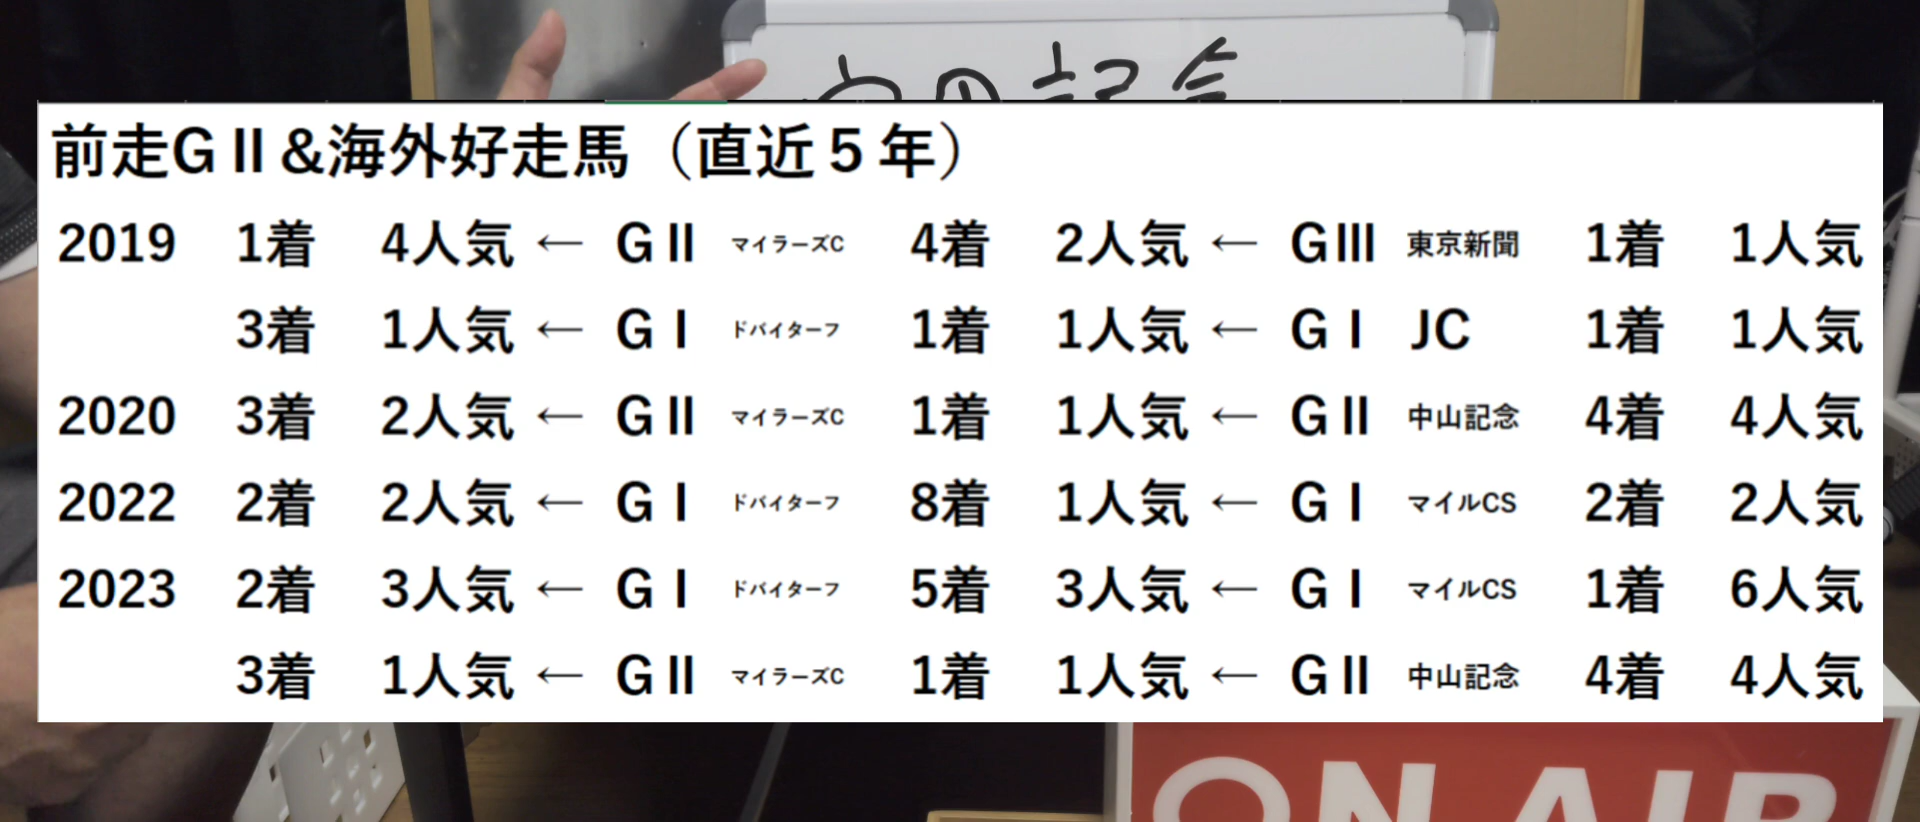 前走GⅡ&海外好走馬（直近５年）
2019 1着 4人気 ← GⅡ マイラーズC 4着 2人気 ← GⅢ 東京新聞 1着 1人気
3着 1人気 ← GⅠ ドバイターフ 1着 1人気 ← GⅠ JC 1着 1人気
2020 3着 2人気 ← GⅡ マイラーズC 1着 1人気 ← GⅡ 中山記念 4着 4人気
2022 2着 2人気 ← GⅠ ドバイターフ 8着 1人気 ← GⅠ マイルCS 2着 2人気
2023 2着 3人気 ← GⅠ ドバイターフ 5着 3人気 ← GⅠ マイルCS 1着 6人気
3着 1人気 ← GⅡ マイラーズC 1着 1人気 ← GⅡ 中山記念 4着 4人気
ON AIR